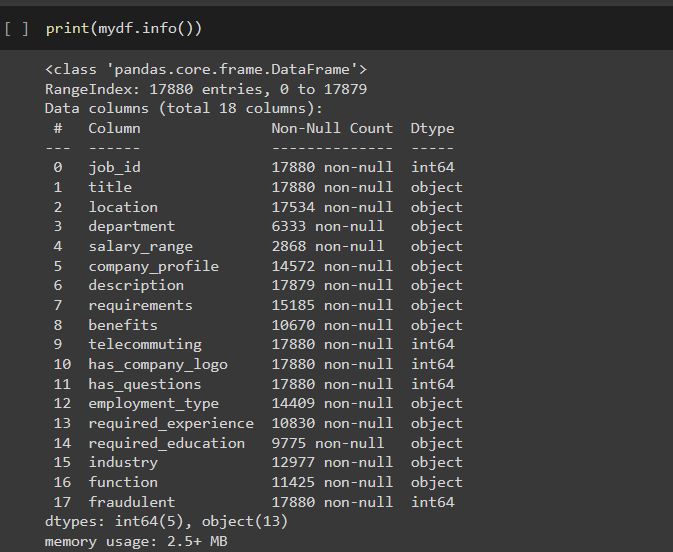 [ ] print(mydf.info())
<class 'pandas.core.frame.DataFrame'>
RangeIndex: 17880 entries, 0 to 17879
Data columns (total 18 columns):
 #   Column               Non-Null Count  Dtype
---  ------               --------------  -----
 0   job_id               17880 non-null  int64
 1   title                17880 non-null  object
 2   location             17534 non-null  object
 3   department           6333 non-null   object
 4   salary_range         2868 non-null   object
 5   company_profile      14572 non-null  object
 6   description          17879 non-null  object
 7   requirements         15185 non-null  object
 8   benefits             10670 non-null  object
 9   telecommuting        17880 non-null  int64
 10  has_company_logo     17880 non-null  int64
 11  has_questions        17880 non-null  int64
 12  employment_type      14409 non-null  object
 13  required_experience  10830 non-null  object
 14  required_education   9775 non-null   object
 15  industry             12977 non-null  object
 16  function             11425 non-null  object
 17  fraudulent           17880 non-null  int64
dtypes: int64(5), object(13)
memory usage: 2.5+ MB